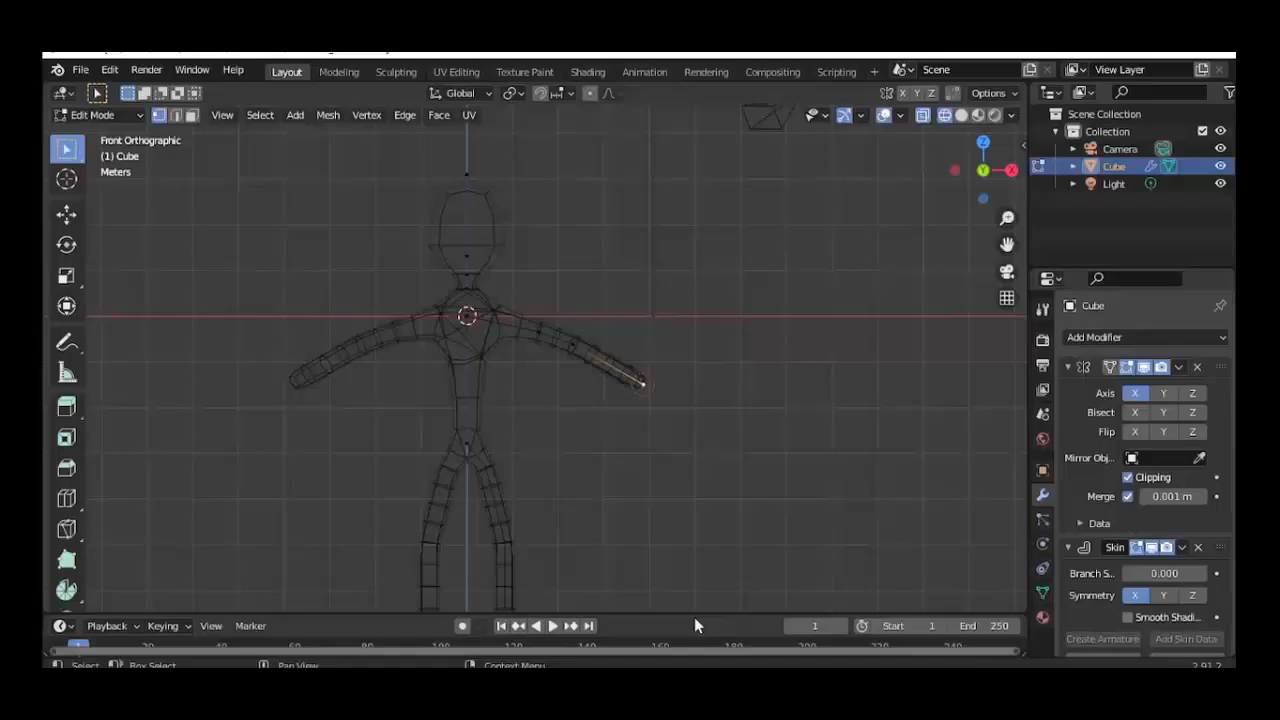 File Edit Render Window Help Layout Modeling Sculpting UV Editing Texture Paint Shading Animation Rendering Compositing Scripting + Scene View Layer
Global X Y Z Options
Edit Mode View Select Add Mesh Vertex Edge Face UV
Front Orthographic
(1) Cube
Meters
Z
Y
X
Scene Collection
Collection
Camera
Cube
Light
Cube
Add Modifier
Axis X Y Z
Bisect X Y Z
Flip X Y Z
Mirror Obj...
Clipping
Merge 0.001 m
Data
Skin
Branch S... 0.000
Symmetry X Y Z
Smooth Shadi...
Create Armature Add Skin Data
Playback Keying View Marker 1 Start 1 End 250
Select Box Select Pan View Context Menu 2.91.2